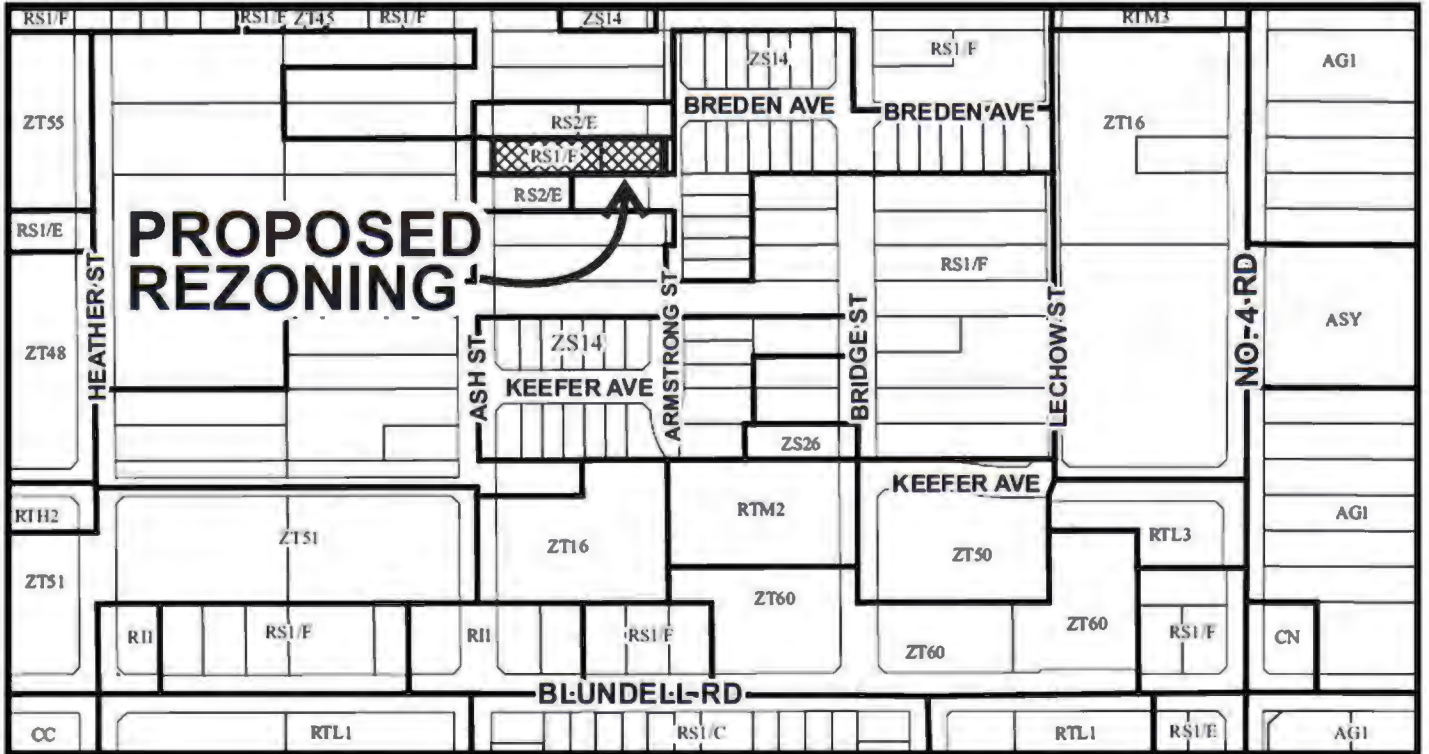 RS1/F RS1/F ZT45 RS1/F ZS14 RTM3
ZS14 RS1/F AG1
ZT55 BREDEN AVE BREDEN AVE ZT16
RS2/E
RS1/F
RS2/E
RS1/E
PROPOSED
REZONING
RS1/F
HEATHER ST
ASH ST
ARMSTRONG ST
BRIDGE ST
LECHOW ST
NO. 4 RD
ZT48 ZS14 ASY
KEEFER AVE
ZS26
KEEFER AVE
RTH2 RTM2 AG1
ZT51 ZT16 ZT50 RTL3
ZT51 ZT60
RI1 RS1/F RI1 RS1/F ZT60 ZT60 RS1/F CN
BLUNDELL RD
CC RTL1 RS1/C RTL1 RS1/E AG1